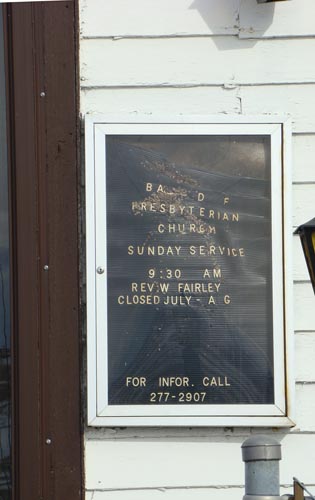 BA D F
PRESBYTERIAN
CHURCH
SUNDAY SERVICE
9:30 AM
REV. W FAIRLEY
CLOSED JULY - A G
FOR INFOR. CALL
277-2907